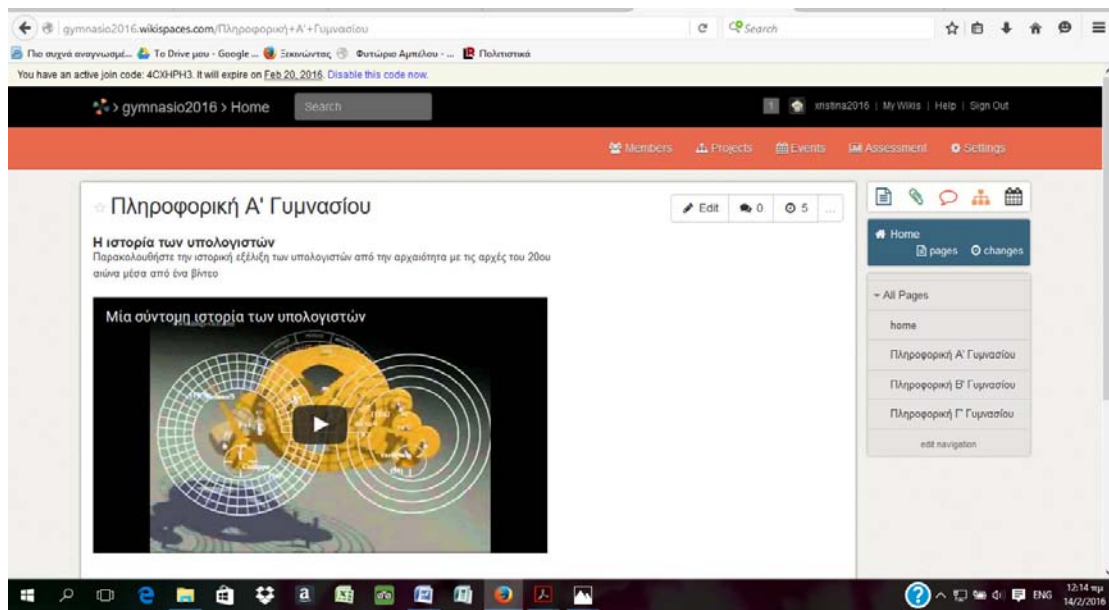 gymnasio2016.wikispaces.com/Πληροφορική+Α'+Γυμνασίου
Search
Πιο συχνά αναγνωσμέ... Το Drive μου - Google ... Ξεκινώντας Φυτώριο Αμπέλου - ... Πολιτιστικά
You have an active join code: 4CXHPH3. It will expire on Feb 20, 2016. Disable this code now.
> gymnasio2016 > Home Search 1 xristina2016 | My Wikis | Help | Sign Out
Members Projects Events Assessment Settings
Πληροφορική Α' Γυμνασίου
Edit 0 5 ...
Η ιστορία των υπολογιστών
Παρακολουθήστε την ιστορική εξέλιξη των υπολογιστών από την αρχαιότητα με τις αρχές του 20ου
αιώνα μέσα από ένα βίντεο
Μία σύντομη ιστορία των υπολογιστών
Home
pages changes
All Pages
home
Πληροφορική Α' Γυμνασίου
Πληροφορική Β' Γυμνασίου
Πληροφορική Γ' Γυμνασίου
edit navigation
ENG
12:14 πμ
14/2/2016